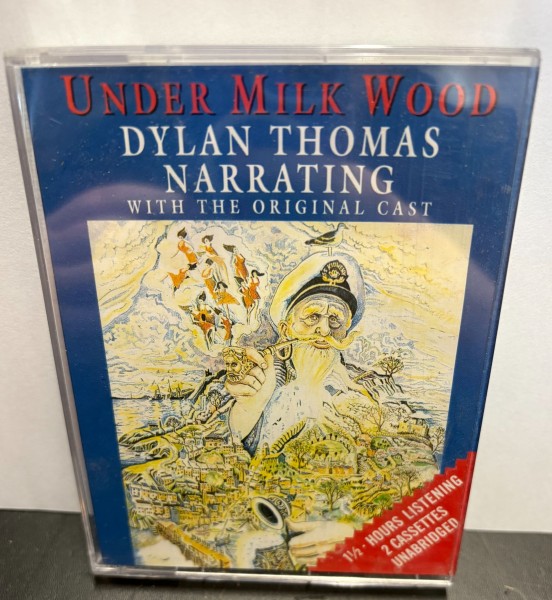 UNDER MILK WOOD
DYLAN THOMAS
NARRATING
WITH THE ORIGINAL CAST
1½ · HOURS LISTENING
2 CASSETTES
UNABRIDGED